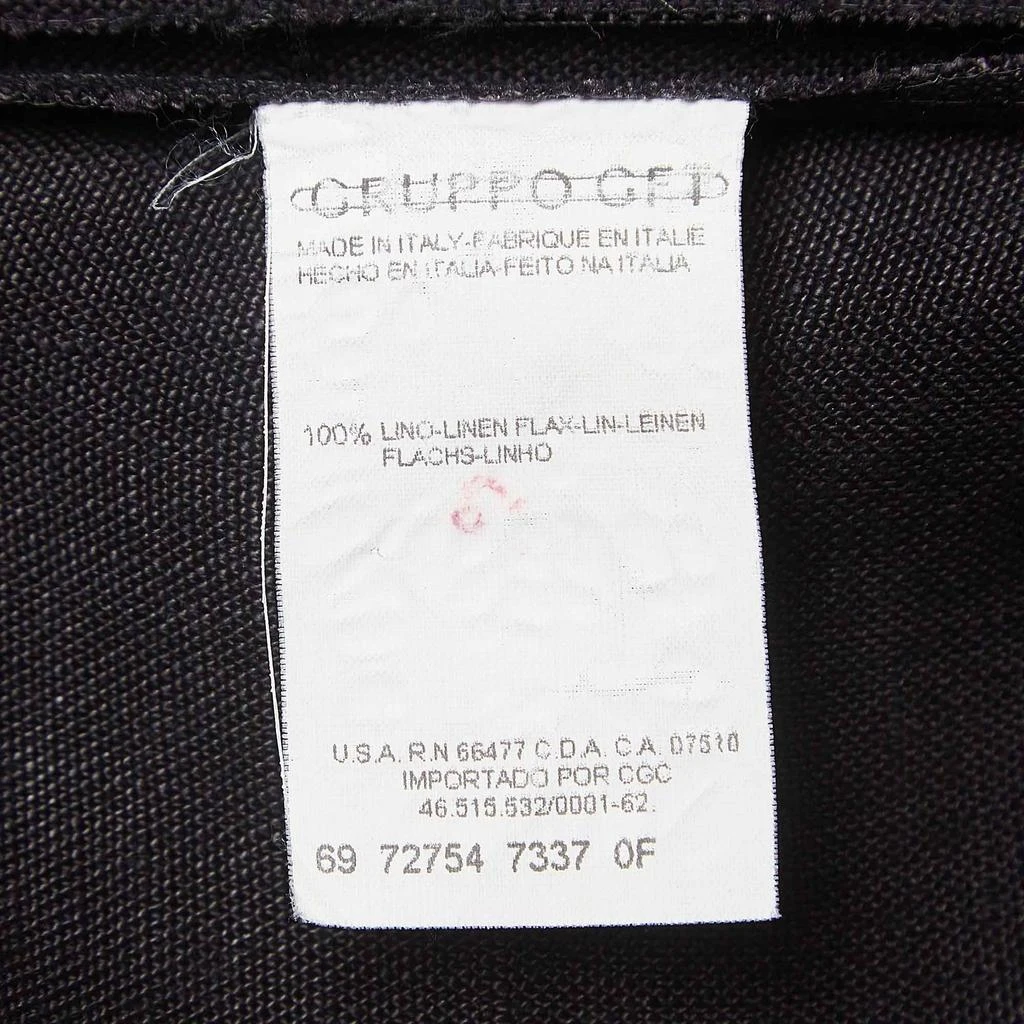 GRUPPO GFT
MADE IN ITALY-FABRIQUE EN ITALIE
HECHO EN ITALIA-FEITO NA ITALIA
100% LINO-LINEN FLAX-LIN-LEINEN
FLACHS-LINHO
U.S.A. R.N 66477 C.D.A. C.A. 07510
IMPORTADO POR CGC
46.515.532/0001-62.
69 72754 7337 0F